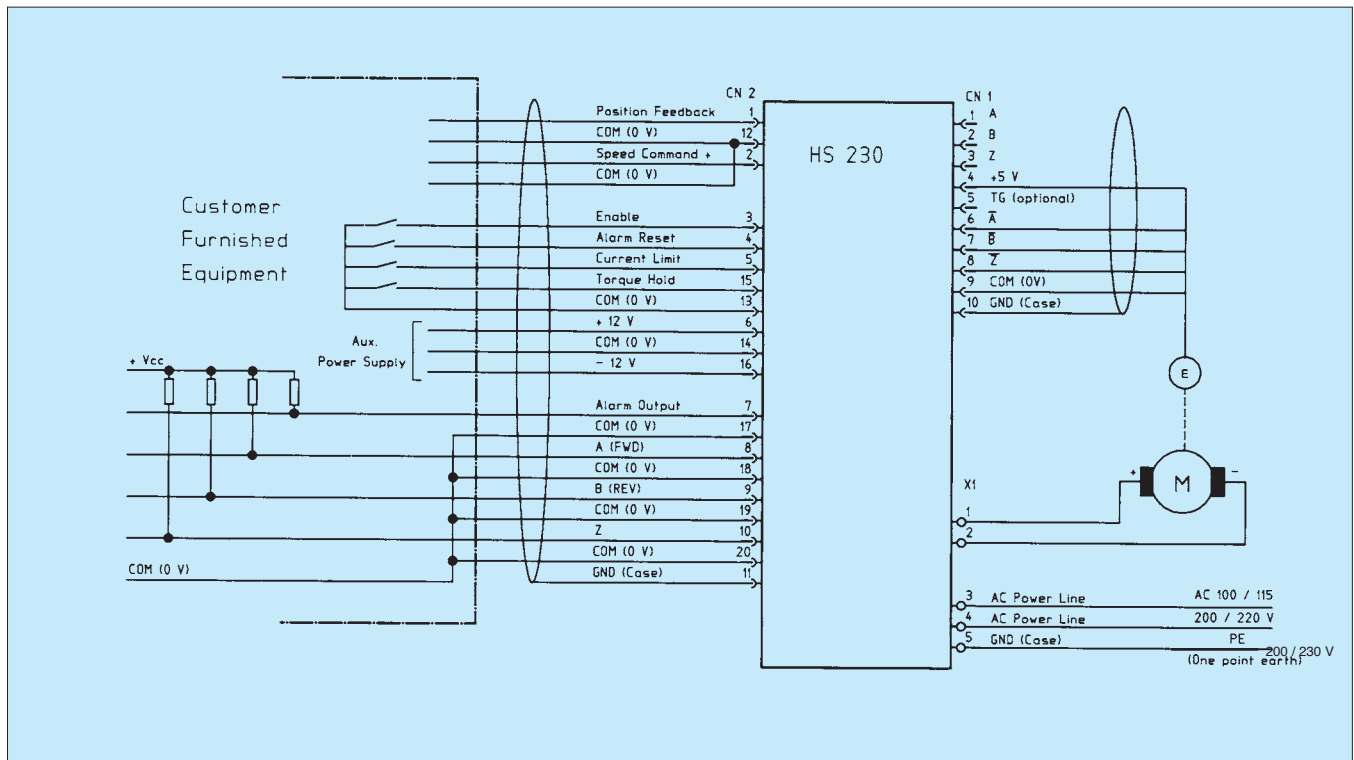 Customer
Furnished
Equipment
Aux.
Power Supply
+ Vcc
COM (0 V)
CN 2
Position Feedback 1
COM (0 V) 12
Speed Command + 2
COM (0 V)
Enable 3
Alarm Reset 4
Current Limit 5
Torque Hold 15
COM (0 V) 13
+ 12 V 6
COM (0 V) 14
- 12 V 16
Alarm Output 7
COM (0 V) 17
A (FWD) 8
COM (0 V) 18
B (REV) 9
COM (0 V) 19
Z 10
COM (0 V) 20
GND (Case) 11
HS 230
CN 1
1 A
2 B
3 Z
4 +5 V
5 TG (optional)
6 A̅
7 B̅
8 Z̅
9 COM (0V)
10 GND (Case)
E
+ M -
X1
1
2
3 AC Power Line AC 100 / 115
4 AC Power Line 200 / 220 V
5 GND (Case) PE
200 / 230 V
(One point earth)